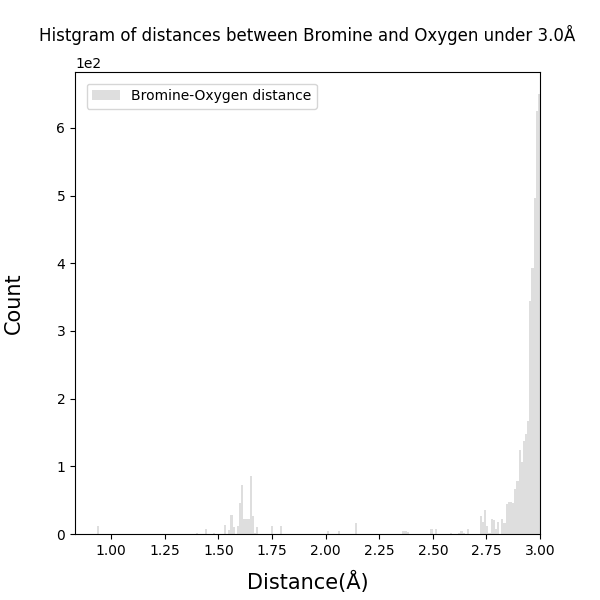 Histgram of distances between Bromine and Oxygen under 3.0Å
1e2
Bromine-Oxygen distance
6
5
4
3
2
1
0
Count
1.00 1.25 1.50 1.75 2.00 2.25 2.50 2.75 3.00
Distance(Å)